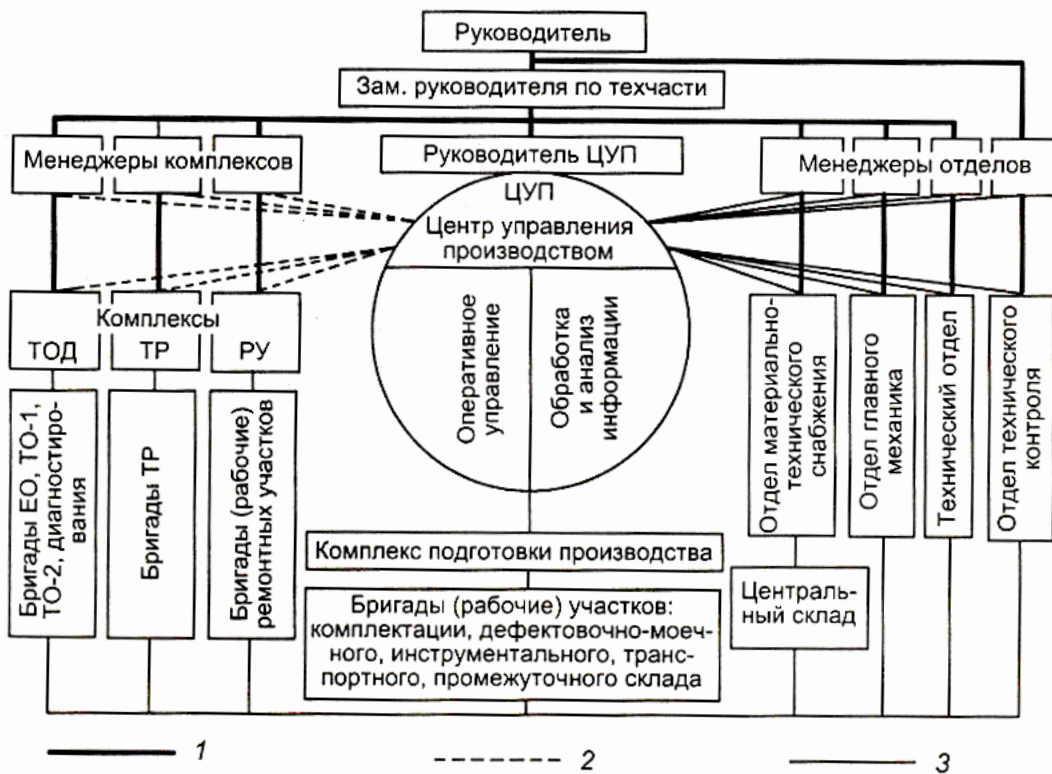 Руководитель
Зам. руководителя по техчасти
Менеджеры комплексов
Руководитель ЦУП
Менеджеры отделов
ЦУП
Центр управления
производством
Оперативное
управление
Обработка
и анализ
информации
Комплексы
ТОД
ТР
РУ
Бригады ЕО, ТО-1,
ТО-2, диагностиро-
вания
Бригады ТР
Бригады (рабочие)
ремонтных участков
Отдел материально-
технического
снабжения
Отдел главного
механика
Технический отдел
Отдел технического
контроля
Комплекс подготовки производства
Централь-
ный склад
Бригады (рабочие) участков:
комплектации, дефектовочно-моеч-
ного, инструментального, транс-
портного, промежуточного склада
1
2
3